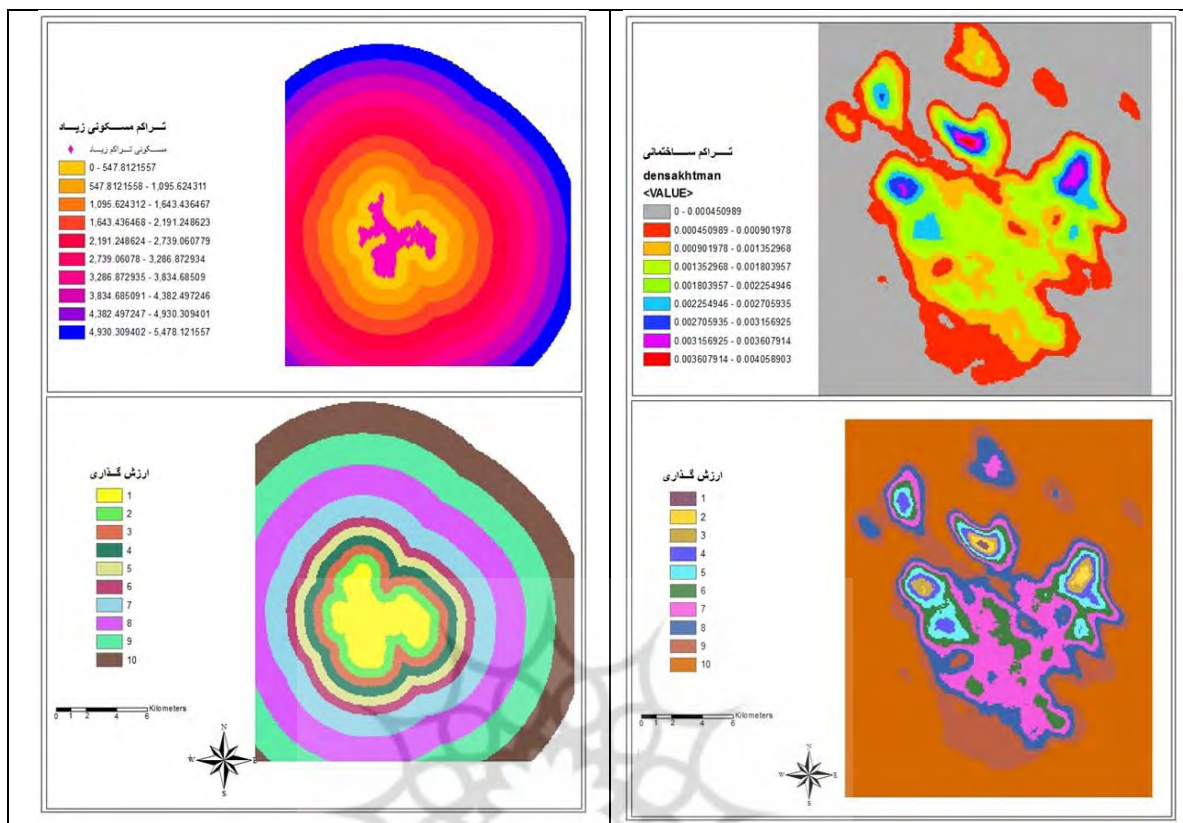 تراکم مسکونی زیاد
مسکونی تراکم زیاد
0 - 547.8121557
547.8121558 - 1,095.624311
1,095.624312 - 1,643.436467
1,643.436468 - 2,191.248623
2,191.248624 - 2,739.060779
2,739.06078 - 3,286.872934
3,286.872935 - 3,834.68509
3,834.685091 - 4,382.497246
4,382.497247 - 4,930.309401
4,930.309402 - 5,478.121557
تراکم ساختمانی
densakhtman
<VALUE>
0 - 0.000450989
0.000450989 - 0.000901978
0.000901978 - 0.001352968
0.001352968 - 0.001803957
0.001803957 - 0.002254946
0.002254946 - 0.002705935
0.002705935 - 0.003156925
0.003156925 - 0.003607914
0.003607914 - 0.004058903
ارزش گذاری
1
2
3
4
5
6
7
8
9
10
0 1 2 4 6
Kilometers
N
W E
S
ارزش گذاری
1
2
3
4
5
6
7
8
9
10
0 1 2 4 6
Kilometers
N
W E
S